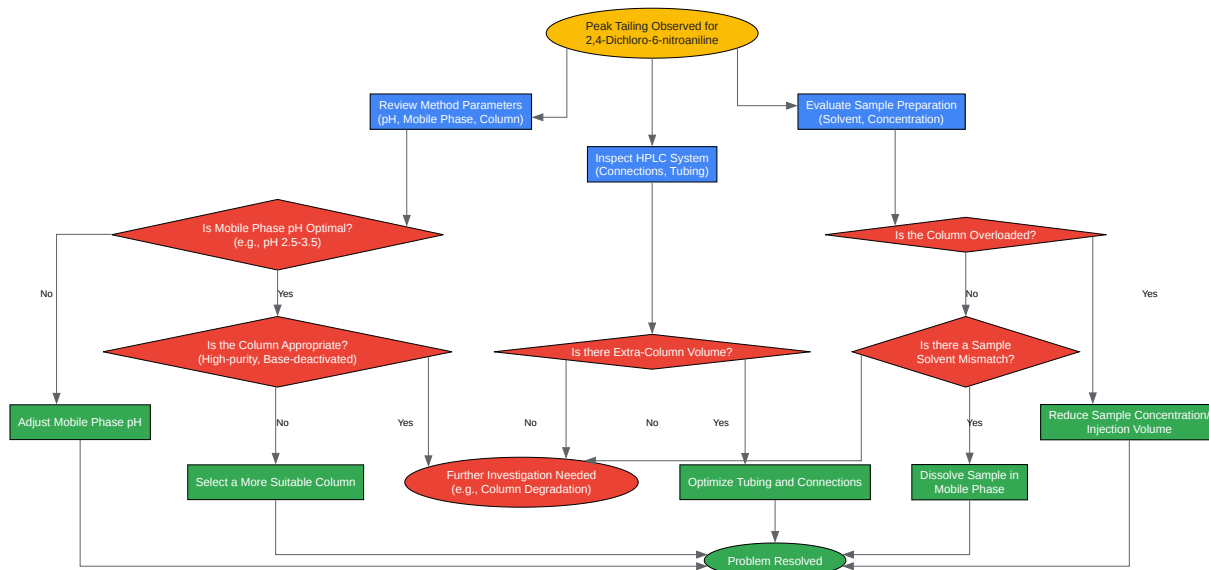 Peak Tailing Observed for
2,4-Dichloro-6-nitroaniline
Review Method Parameters
(pH, Mobile Phase, Column)
Evaluate Sample Preparation
(Solvent, Concentration)
Inspect HPLC System
(Connections, Tubing)
Is Mobile Phase pH Optimal?
(e.g., pH 2.5-3.5)
Is the Column Overloaded?
No
Yes
No
Yes
Is the Column Appropriate?
(High-purity, Base-deactivated)
Is there Extra-Column Volume?
Is there a Sample
Solvent Mismatch?
Adjust Mobile Phase pH
No
Yes
No
No
Yes
Yes
Reduce Sample Concentration/
Injection Volume
Select a More Suitable Column
Further Investigation Needed
(e.g., Column Degradation)
Optimize Tubing and Connections
Dissolve Sample in
Mobile Phase
Problem Resolved